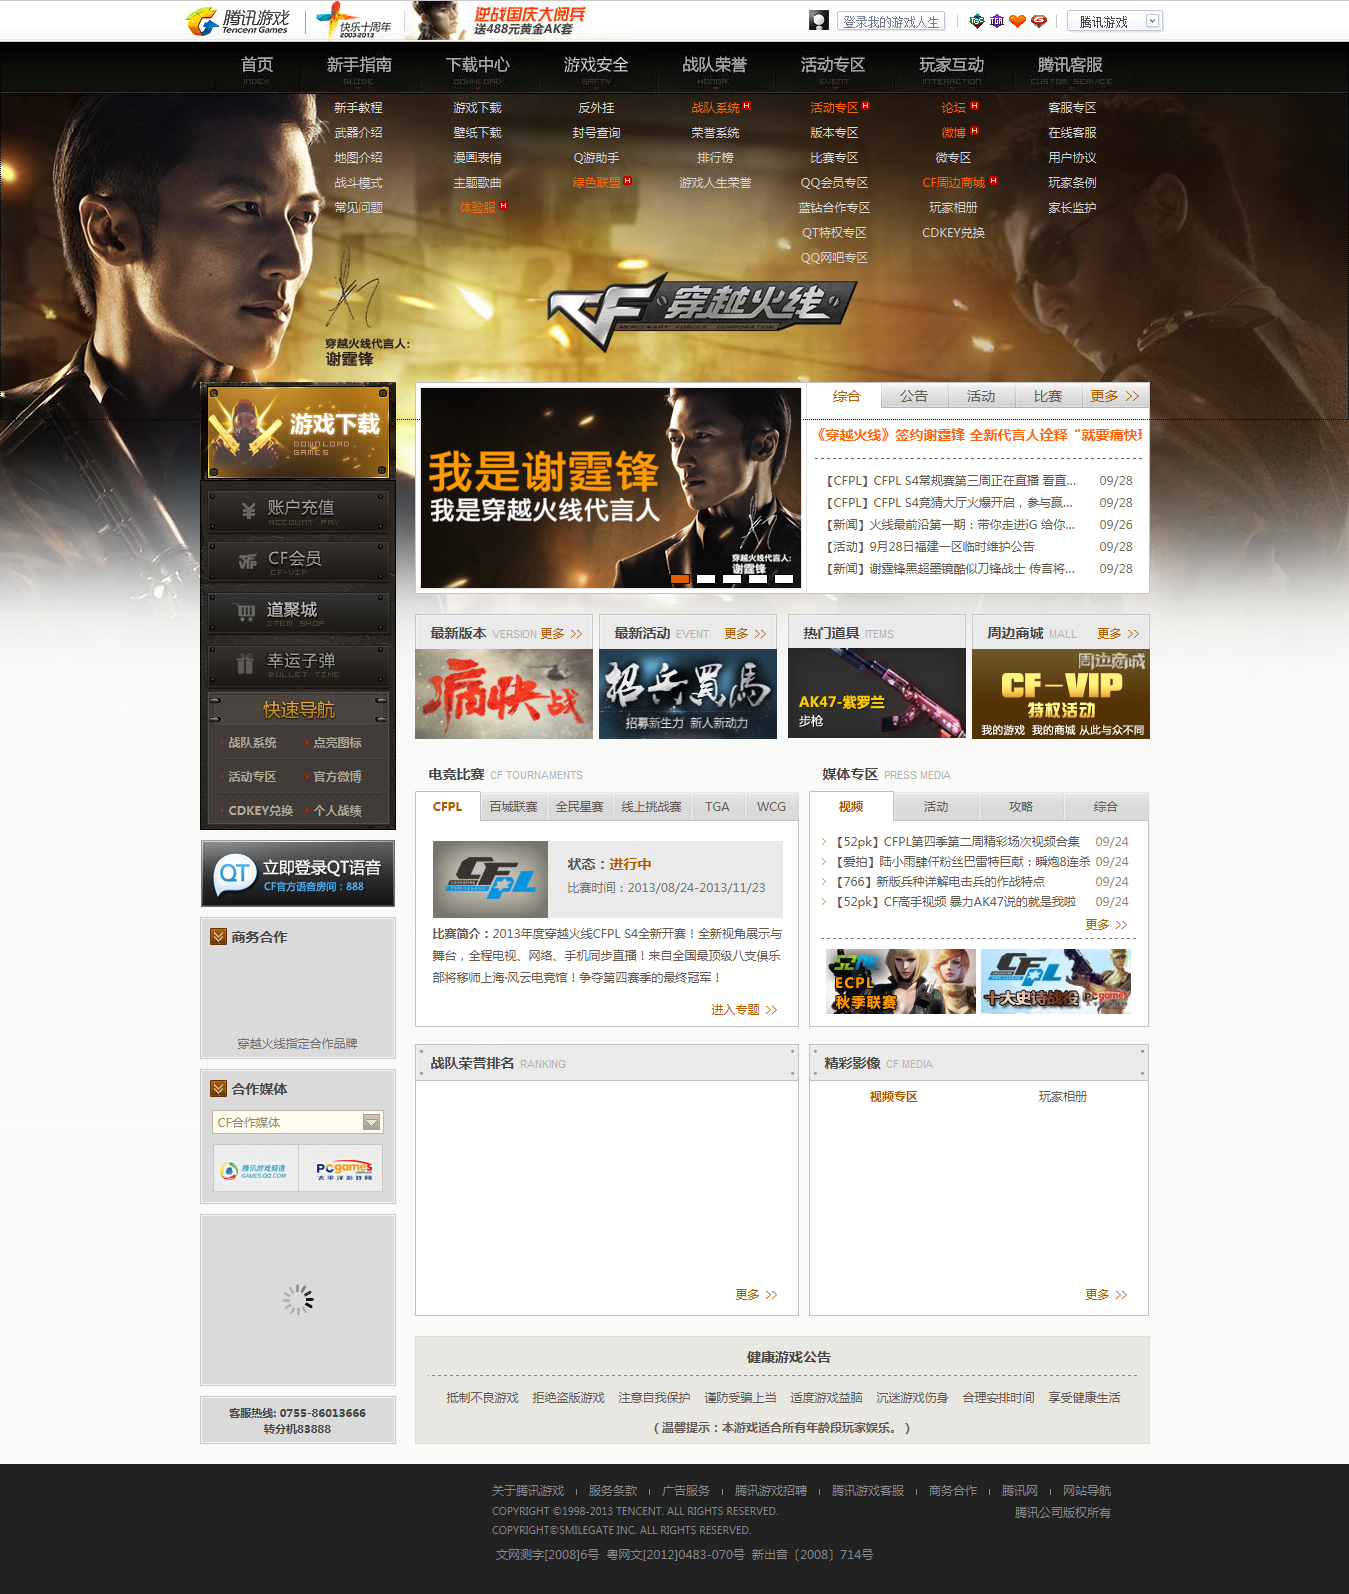 腾讯游戏 Tencent Games
快乐十周年 2003-2013
逆战国庆大阅兵
送488元黄金AK套
登录我的游戏人生
腾讯游戏
首页 新手指南 下载中心 游戏安全 战队荣誉 活动专区 玩家互动 腾讯客服
INDEX GUIDE DOWNLOAD SAFTY HONOR EVENT INTERACTION CUSTOM SERVICE
新手教程 游戏下载 反外挂 战队系统 H 活动专区 H 论坛 H 客服专区
武器介绍 壁纸下载 封号查询 荣誉系统 版本专区 微博 H 在线客服
地图介绍 漫画表情 Q游助手 排行榜 比赛专区 微专区 用户协议
战斗模式 主题歌曲 绿色联盟 H 游戏人生荣誉 QQ会员专区 CF周边商城 H 玩家条例
常见问题 体验服 H 蓝钻合作专区 玩家相册 家长监护
QT特权专区 CDKEY兑换
QQ网吧专区
CF 穿越火线
MERCENARY FORCES CORPORATION
穿越火线代言人:
谢霆锋
游戏下载
DOWNLOAD GAMES
账户充值
ACCOUNT PAY
CF会员
CF-VIP
道聚城
ITEM SHOP
幸运子弹
BULLET TIME
快速导航
战队系统 点亮图标
活动专区 官方微博
CDKEY兑换 个人战绩
QT 立即登录QT语音
CF官方语音房间：888
商务合作
穿越火线指定合作品牌
合作媒体
CF合作媒体
腾讯游戏频道 GAMES.QQ.COM
PCgames 太平洋游戏网
客服热线: 0755-86013666
转分机83888
我是谢霆锋
我是穿越火线代言人
穿越火线代言人:
谢霆锋
综合 公告 活动 比赛 更多
《穿越火线》签约谢霆锋 全新代言人诠释“就要痛快
【CFPL】CFPL S4常规赛第三周正在直播 看直... 09/28
【CFPL】CFPL S4竞猜大厅火爆开启，参与赢... 09/28
【新闻】火线最前沿第一期：带你走进iG 给你... 09/26
【活动】9月28日福建一区临时维护公告 09/28
【新闻】谢霆锋黑超墨镜酷似刀锋战士 传言将... 09/28
最新版本 VERSION 更多
痛快战
最新活动 EVENT 更多
招兵买馬
招募新生力 新人新动力
热门道具 ITEMS
AK47-紫罗兰
步枪
周边商城 MALL 更多
周边商城
CF-VIP
特权活动
我的游戏 我的商城 从此与众不同
电竞比赛 CF TOURNAMENTS
CFPL 百城联赛 全民星赛 线上挑战赛 TGA WCG
CFPL
状态：进行中
比赛时间：2013/08/24-2013/11/23
比赛简介：2013年度穿越火线CFPL S4全新开赛！全新视角展示与
舞台，全程电视、网络、手机同步直播！来自全国最顶级八支俱乐
部将移师上海·风云电竞馆！争夺第四赛季的最终冠军！
进入专题
媒体专区 PRESS MEDIA
视频 活动 攻略 综合
【52pk】CFPL第四季第二周精彩场次视频合集 09/24
【爱拍】陆小雨肆仟粉丝巴雷特巨献：瞬炮8连杀 09/24
【766】新版兵种详解电击兵的作战特点 09/24
【52pk】CF高手视频 暴力AK47说的就是我啦 09/24
更多
52PK
ECPL
秋季联赛
CFPL
十大史诗战役
PCgames
战队荣誉排名 RANKING
更多
精彩影像 CF MEDIA
视频专区 玩家相册
更多
健康游戏公告
抵制不良游戏 拒绝盗版游戏 注意自我保护 谨防受骗上当 适度游戏益脑 沉迷游戏伤身 合理安排时间 享受健康生活
（ 温馨提示：本游戏适合所有年龄段玩家娱乐。）
关于腾讯游戏 服务条款 广告服务 腾讯游戏招聘 腾讯游戏客服 商务合作 腾讯网 网站导航
COPYRIGHT ©1998-2013 TENCENT. ALL RIGHTS RESERVED. 腾讯公司版权所有
COPYRIGHT©SMILEGATE INC. ALL RIGHTS RESERVED.
文网测字[2008]6号 粤网文[2012]0483-070号 新出音〔2008〕714号